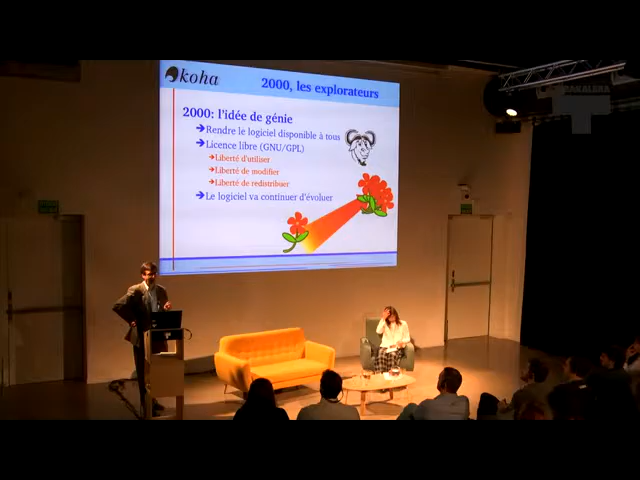 koha
2000, les explorateurs
2000: l'idée de génie
➔Rendre le logiciel disponible à tous
➔Licence libre (GNU/GPL)
➔Liberté d'utiliser
➔Liberté de modifier
➔Liberté de redistribuer
➔Le logiciel va continuer d'évoluer